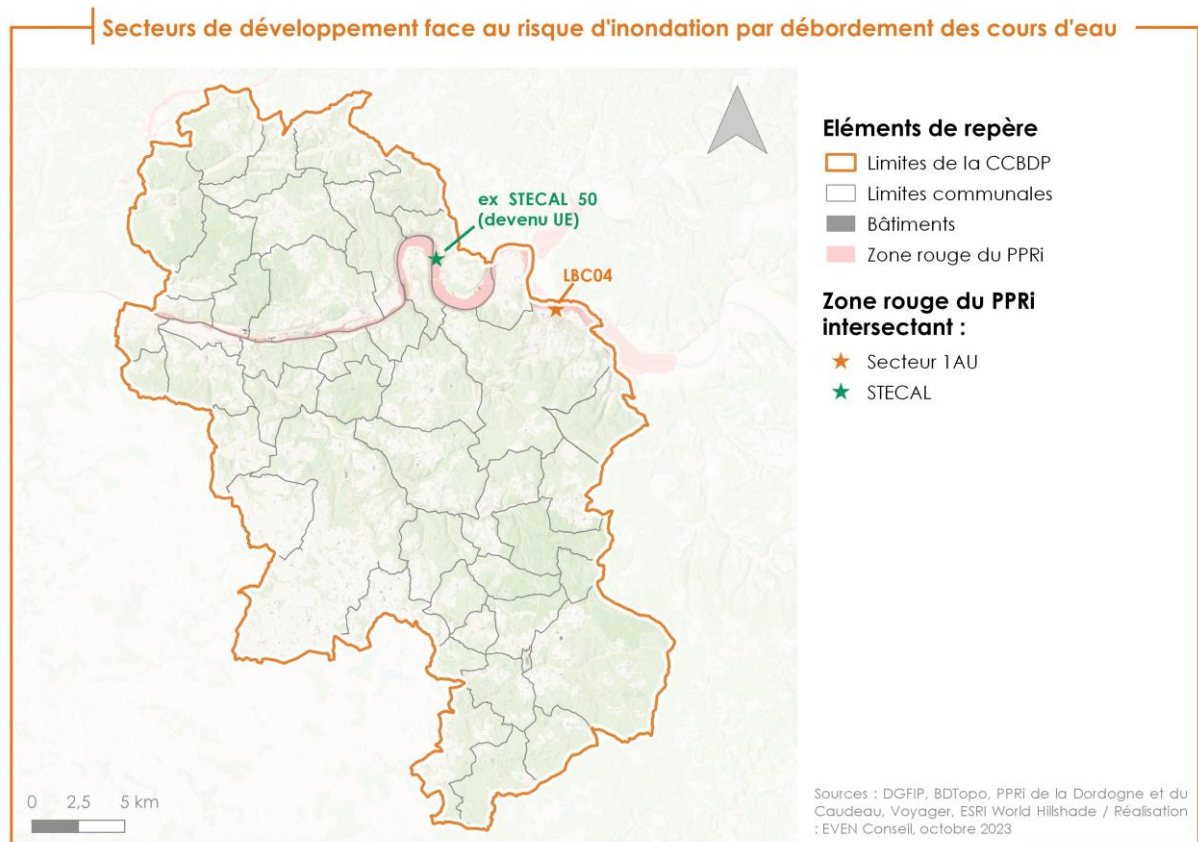 Secteurs de développement face au risque d'inondation par débordement des cours d'eau
ex STECAL 50
(devenu UE)
LBC04
Eléments de repère
Limites de la CCBDP
Limites communales
Bâtiments
Zone rouge du PPRi
Zone rouge du PPRi
intersectant :
Secteur 1AU
STECAL
0 2,5 5 km
Sources : DGFIP, BDTopo, PPRi de la Dordogne et du
Caudeau, Voyager, ESRI World Hillshade / Réalisation
: EVEN Conseil, octobre 2023